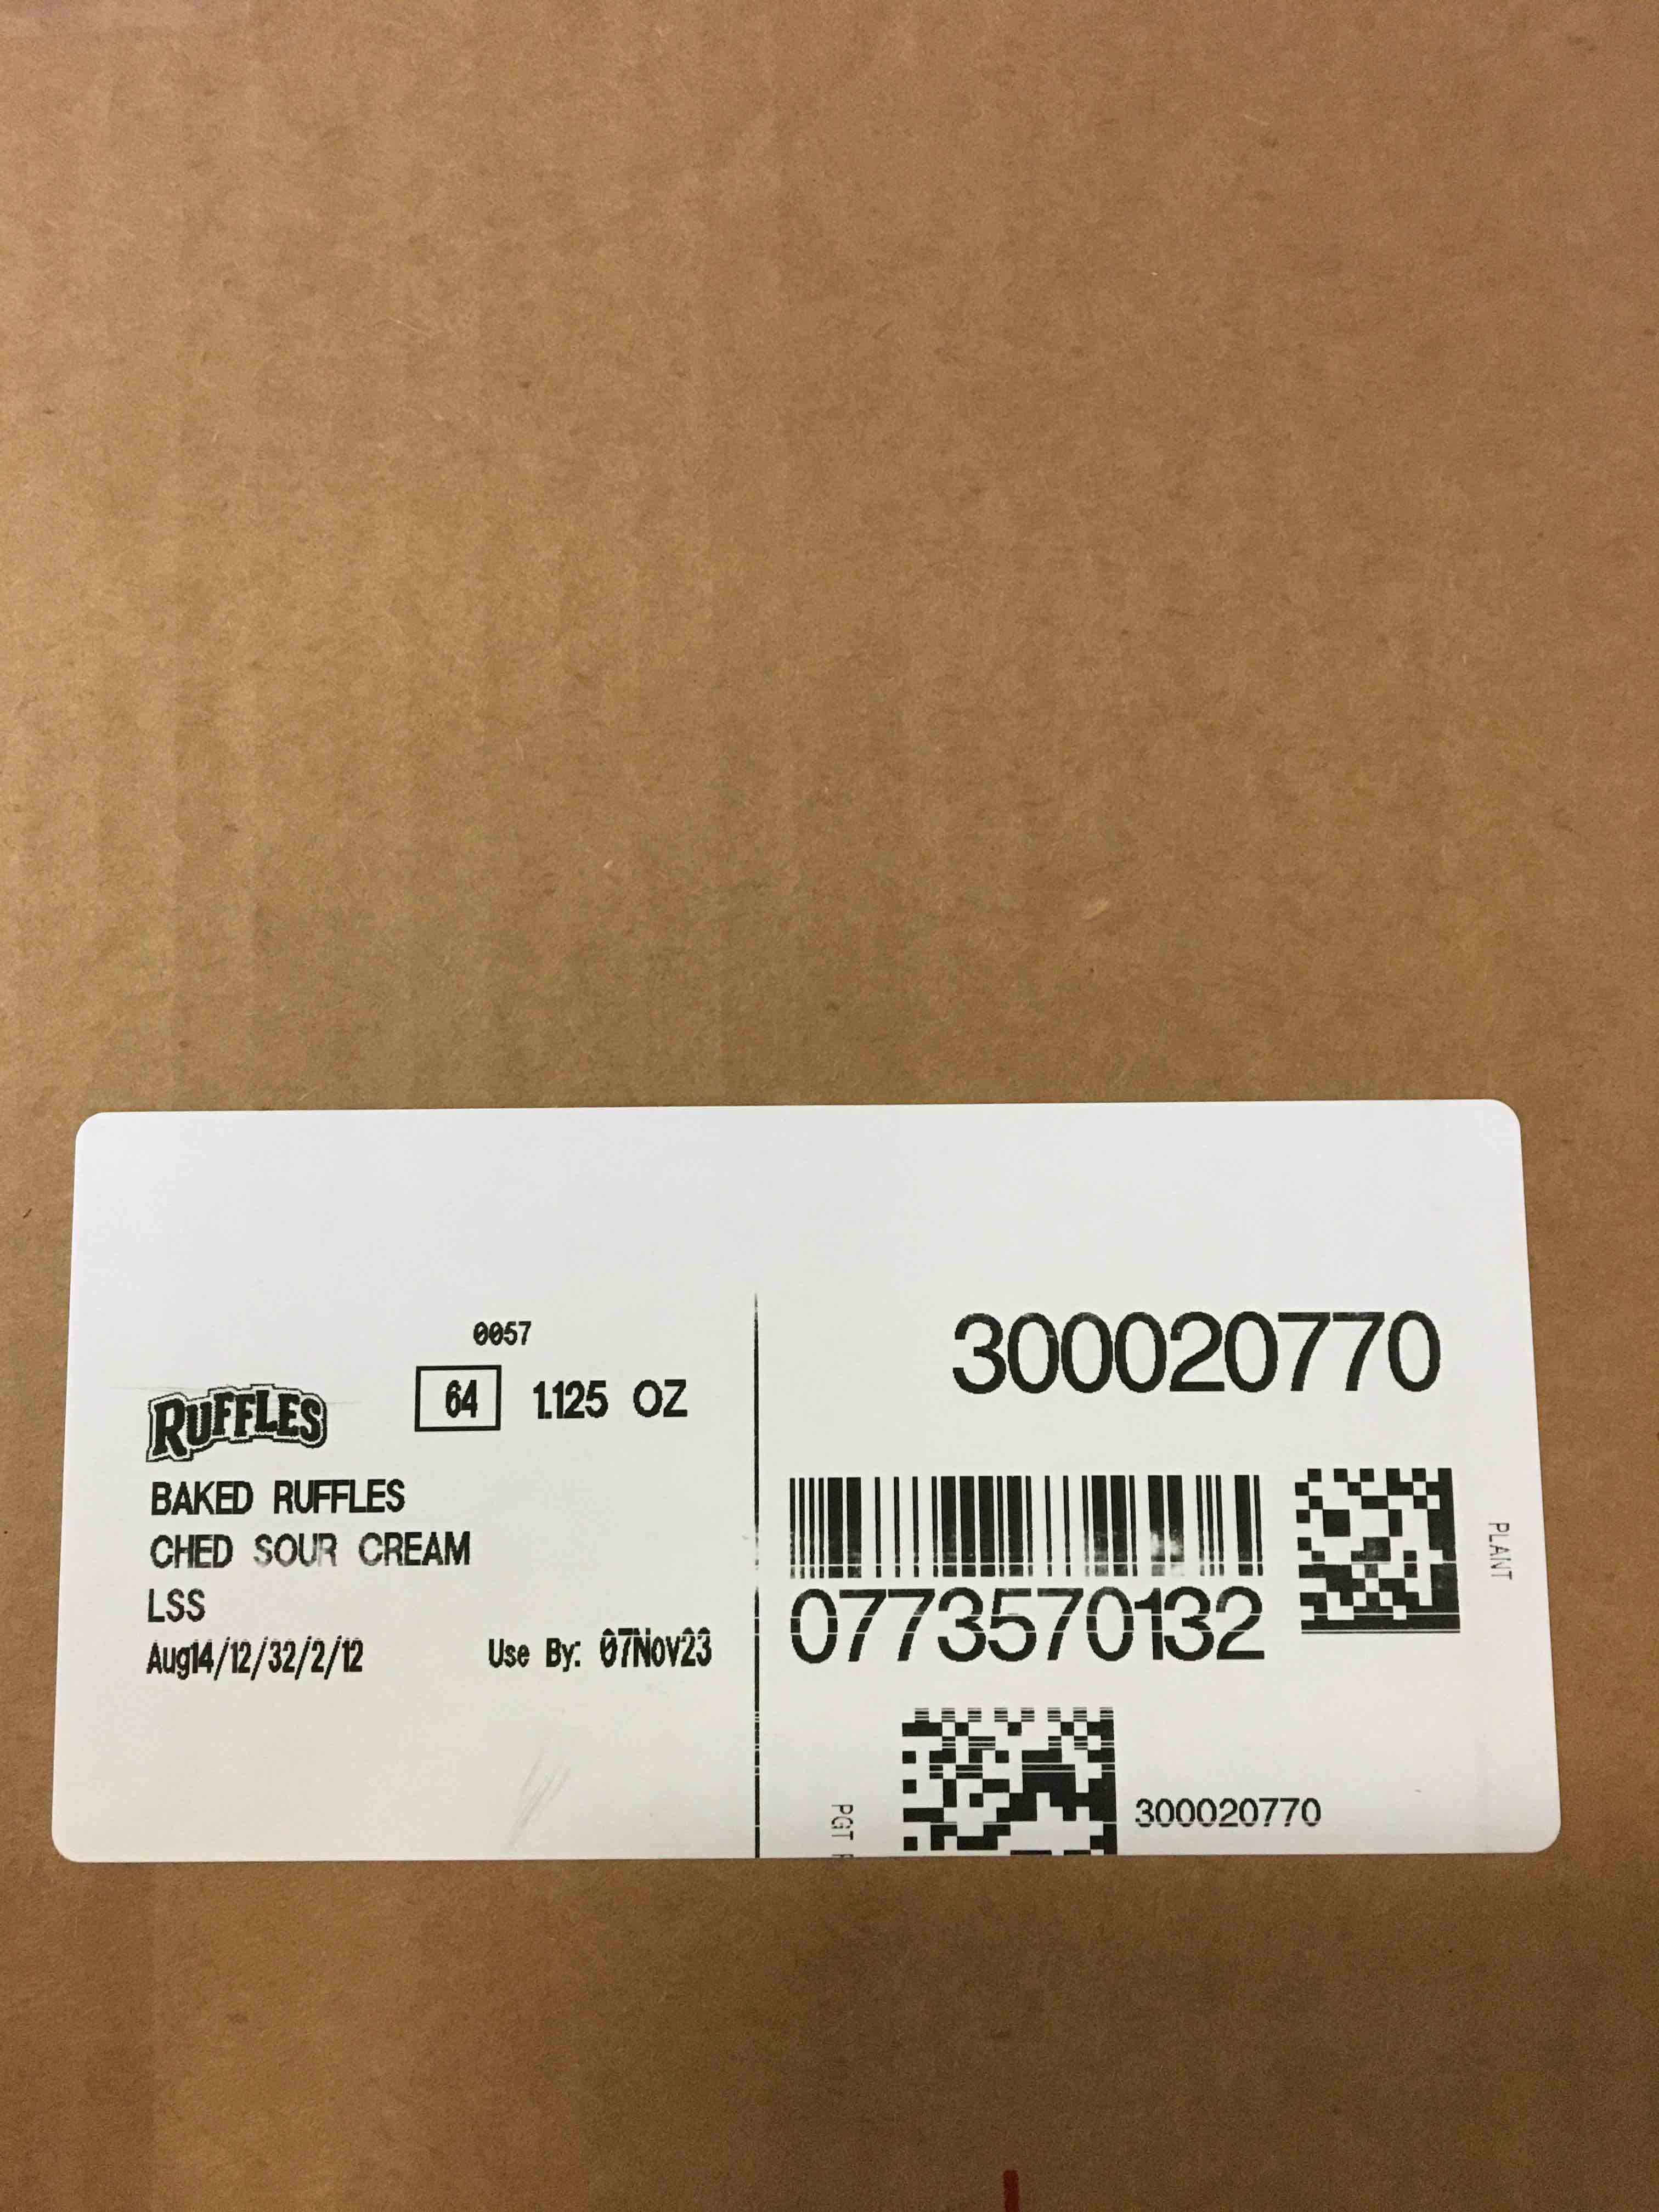 0057
RUFFLES
64 1.125 OZ
BAKED RUFFLES
CHED SOUR CREAM
LSS
Aug14/12/32/2/12 Use By: 07Nov23
300020770
0773570132
PLANT
PGT
300020770